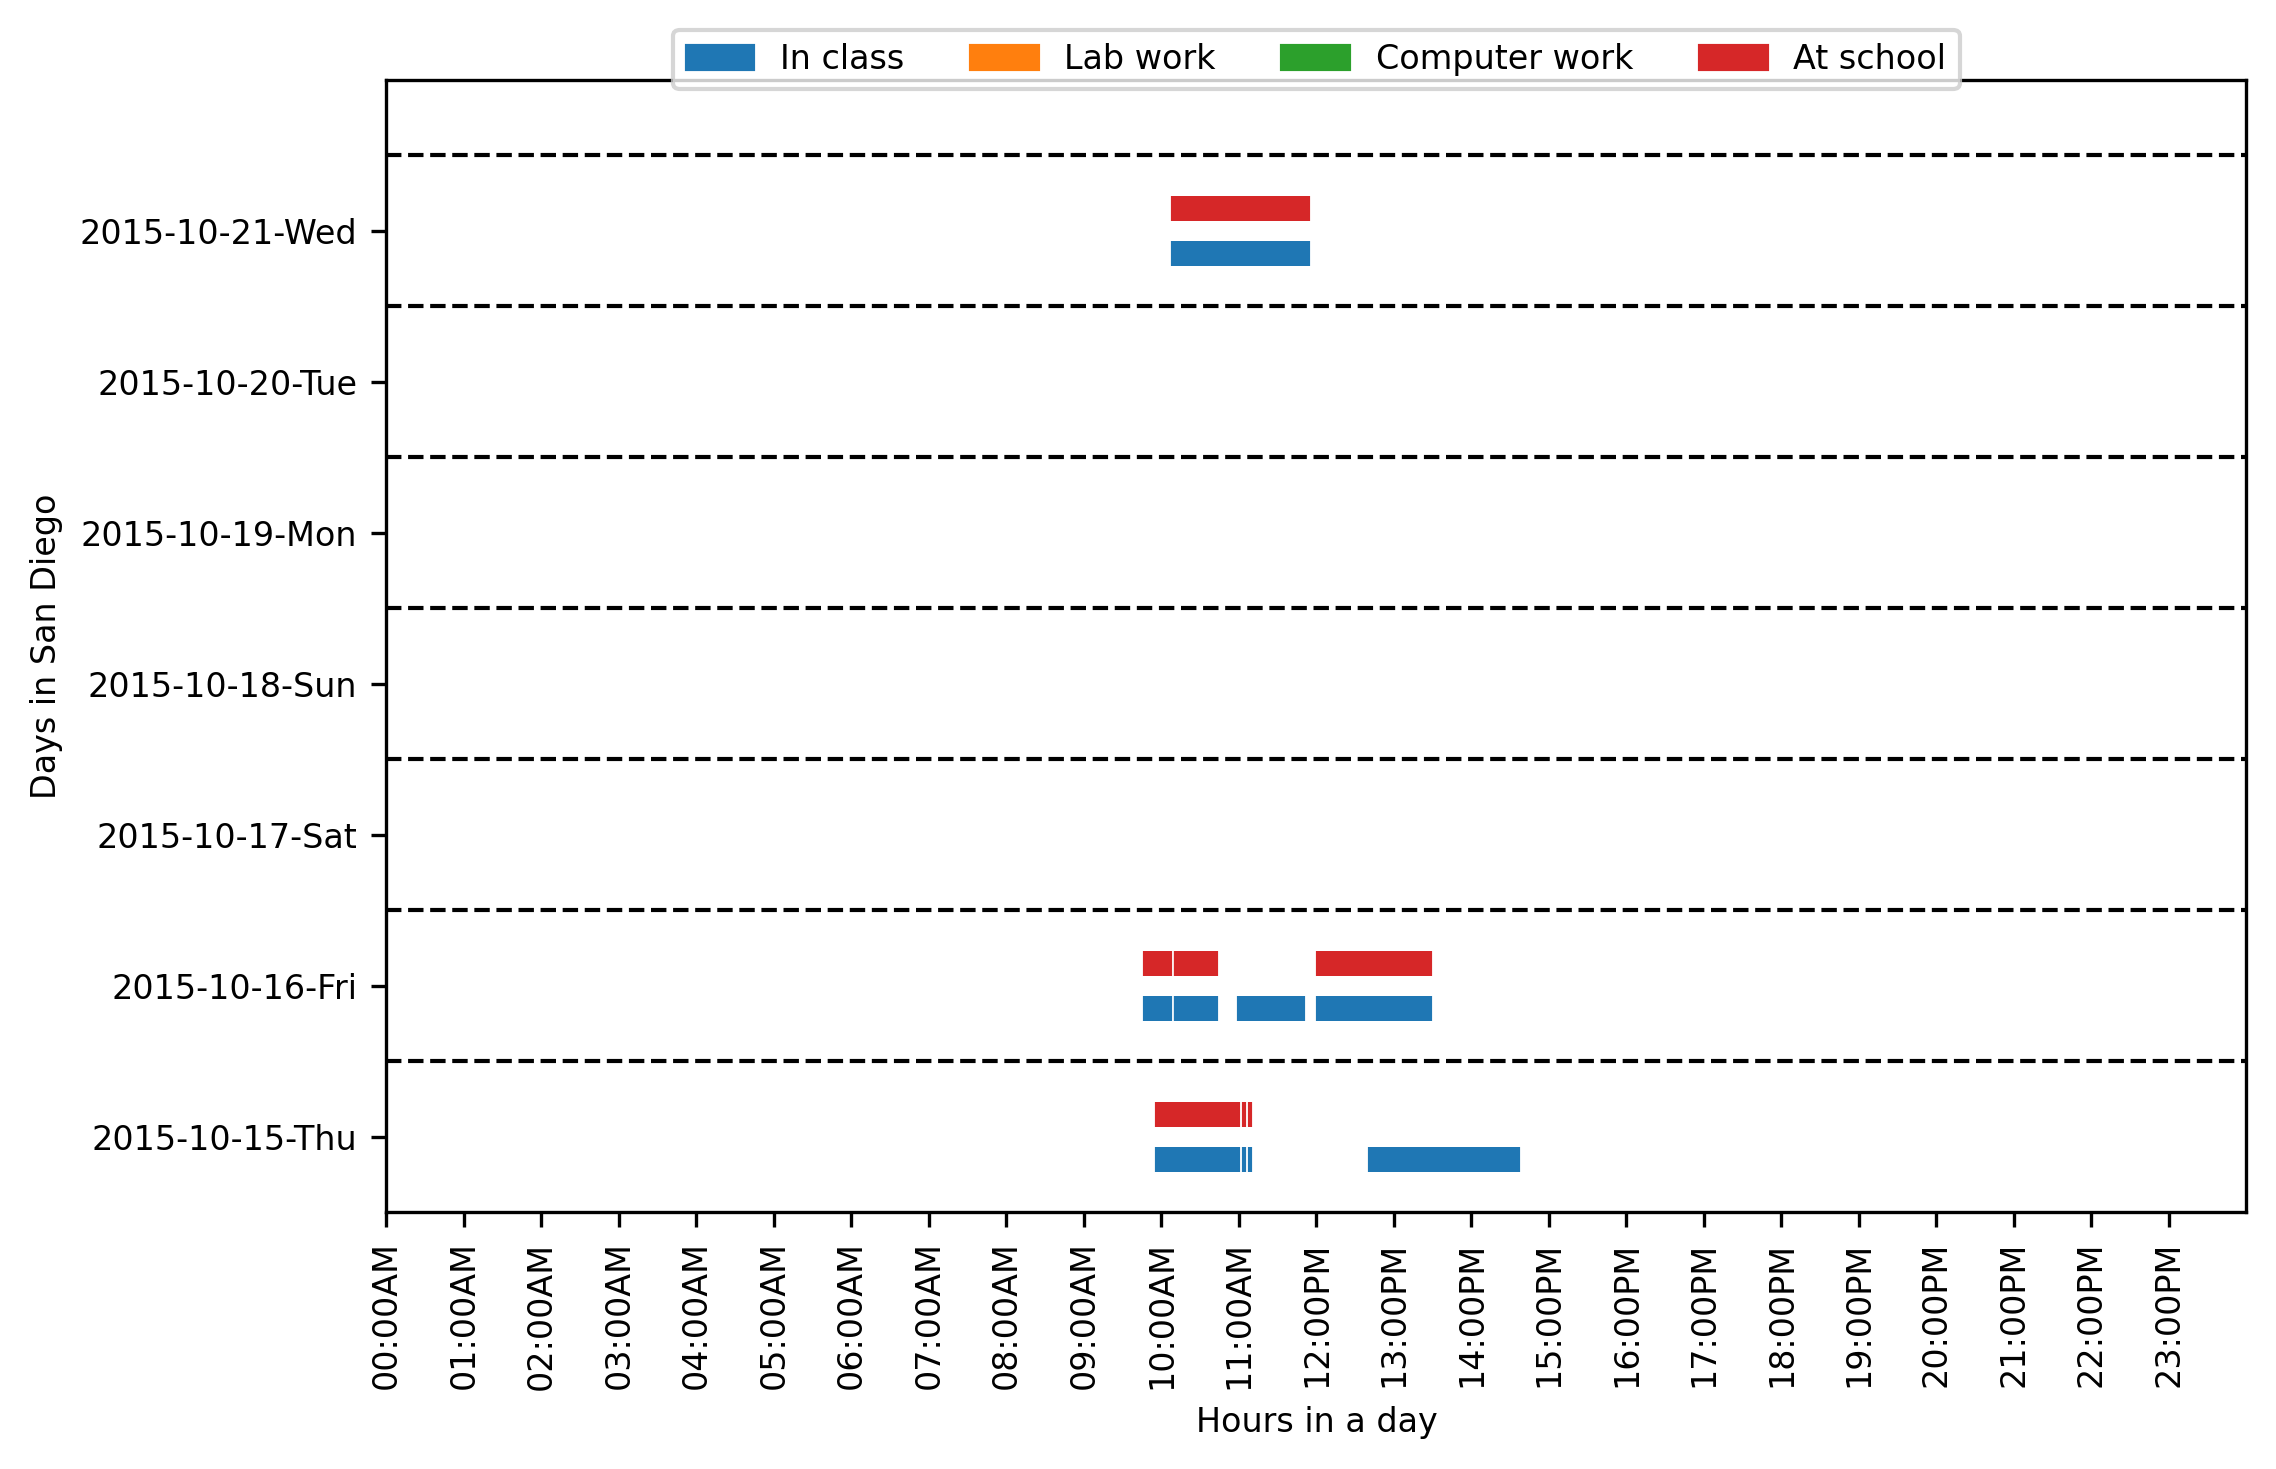 In class Lab work Computer work At school
2015-10-21-Wed
2015-10-20-Tue
2015-10-19-Mon
2015-10-18-Sun
2015-10-17-Sat
2015-10-16-Fri
2015-10-15-Thu
Days in San Diego
00:00AM
01:00AM
02:00AM
03:00AM
04:00AM
05:00AM
06:00AM
07:00AM
08:00AM
09:00AM
10:00AM
11:00AM
12:00PM
13:00PM
14:00PM
15:00PM
16:00PM
17:00PM
18:00PM
19:00PM
20:00PM
21:00PM
22:00PM
23:00PM
Hours in a day